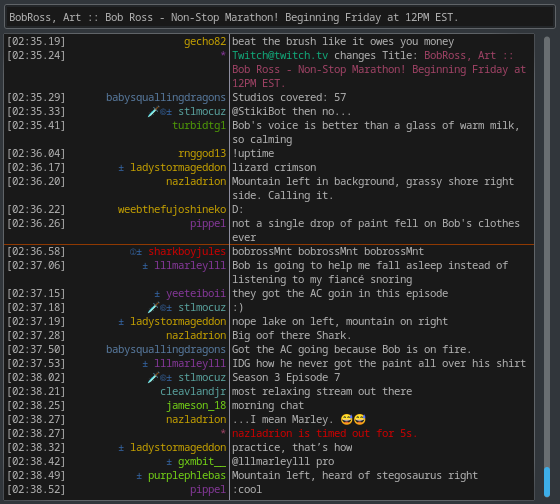 BobRoss, Art :: Bob Ross - Non-Stop Marathon! Beginning Friday at 12PM EST.
[02:35.19] gecho82 beat the brush like it owes you money
[02:35.24] * Twitch@twitch.tv changes Title: BobRoss, Art ::
Bob Ross - Non-Stop Marathon! Beginning Friday at
12PM EST.
[02:35.29] babysquallingdragons Studios covered: 57
[02:35.33] ± stlmocuz @StikiBot then no...
[02:35.41] turbidtgl Bob's voice is better than a glass of warm milk,
so calming
[02:36.04] rnggod13 !uptime
[02:36.17] ± ladystormageddon lizard crimson
[02:36.20] nazladrion Mountain left in background, grassy shore right
side. Calling it.
[02:36.22] weebthefujoshineko D:
[02:36.26] pippel not a single drop of paint fell on Bob's clothes
ever
[02:36.58] ± sharkboyjules bobrossMnt bobrossMnt bobrossMnt
[02:37.06] ± lllmarleylll Bob is going to help me fall asleep instead of
listening to my fiancé snoring
[02:37.15] ± yeeteiboii they got the AC goin in this episode
[02:37.18] ± stlmocuz :)
[02:37.19] ± ladystormageddon nope lake on left, mountain on right
[02:37.28] nazladrion Big oof there Shark.
[02:37.50] babysquallingdragons Got the AC going because Bob is on fire.
[02:37.53] ± lllmarleylll IDG how he never got the paint all over his shirt
[02:38.02] ± stlmocuz Season 3 Episode 7
[02:38.21] cleavlandjr most relaxing stream out there
[02:38.25] jameson_18 morning chat
[02:38.27] nazladrion ...I mean Marley. 😅😅
[02:38.27] * nazladrion is timed out for 5s.
[02:38.32] ± ladystormageddon practice, that's how
[02:38.42] ± gxmbit__ @lllmarleylll pro
[02:38.49] ± purplephlebas Mountain left, heard of stegosaurus right
[02:38.52] pippel :cool